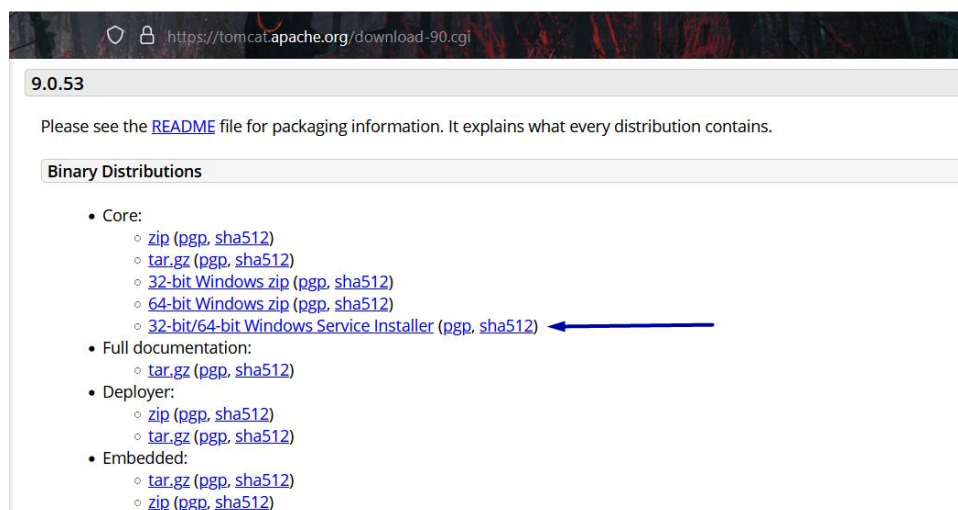 https://tomcat.apache.org/download-90.cgi
9.0.53
Please see the README file for packaging information. It explains what every distribution contains.
Binary Distributions
• Core:
○ zip (pgp, sha512)
○ tar.gz (pgp, sha512)
○ 32-bit Windows zip (pgp, sha512)
○ 64-bit Windows zip (pgp, sha512)
○ 32-bit/64-bit Windows Service Installer (pgp, sha512)
• Full documentation:
○ tar.gz (pgp, sha512)
• Deployer:
○ zip (pgp, sha512)
○ tar.gz (pgp, sha512)
• Embedded:
○ tar.gz (pgp, sha512)
○ zip (pgp, sha512)